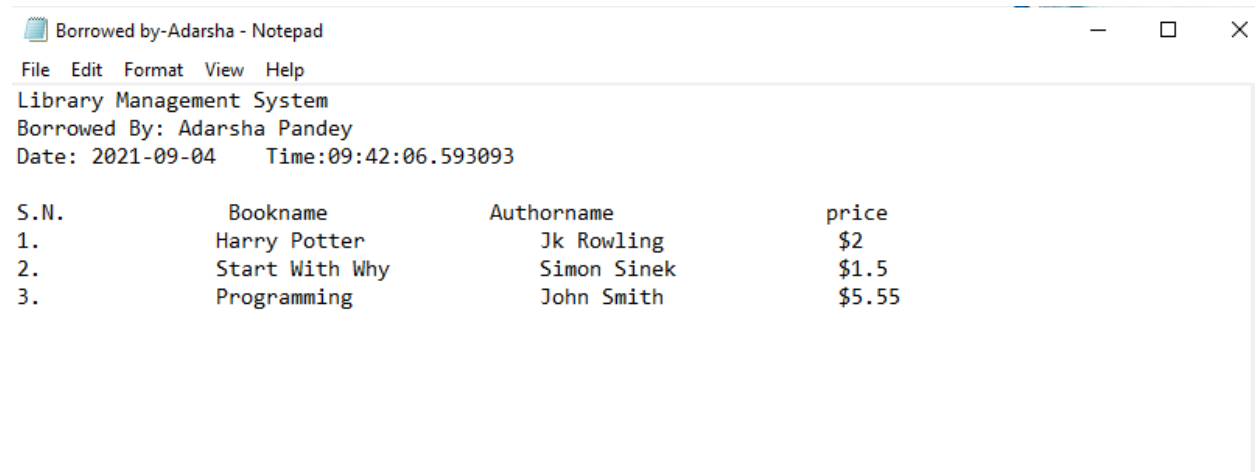 Borrowed by-Adarsha - Notepad
File Edit Format View Help
Library Management System
Borrowed By: Adarsha Pandey
Date: 2021-09-04 Time:09:42:06.593093
S.N. Bookname Authorname price
1. Harry Potter Jk Rowling $2
2. Start With Why Simon Sinek $1.5
3. Programming John Smith $5.55